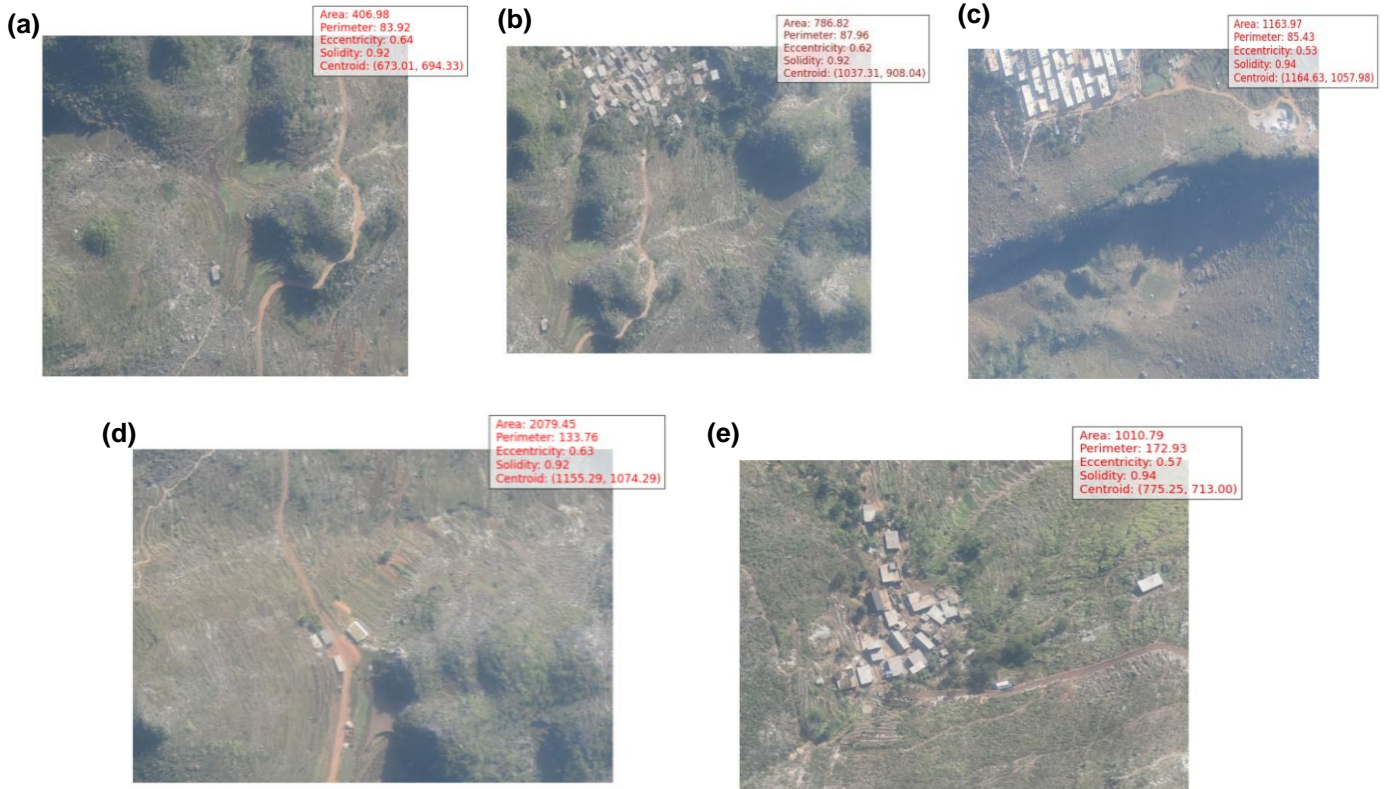 (a)
Area: 406.98
Perimeter: 83.92
Eccentricity: 0.64
Solidity: 0.92
Centroid: (673.01, 694.33)
(b)
Area: 786.82
Perimeter: 87.96
Eccentricity: 0.62
Solidity: 0.92
Centroid: (1037.31, 908.04)
(c)
Area: 1163.97
Perimeter: 85.43
Eccentricity: 0.53
Solidity: 0.94
Centroid: (1164.63, 1057.98)
(d)
Area: 2079.45
Perimeter: 133.76
Eccentricity: 0.63
Solidity: 0.92
Centroid: (1155.29, 1074.29)
(e)
Area: 1010.79
Perimeter: 172.93
Eccentricity: 0.57
Solidity: 0.94
Centroid: (775.25, 713.00)